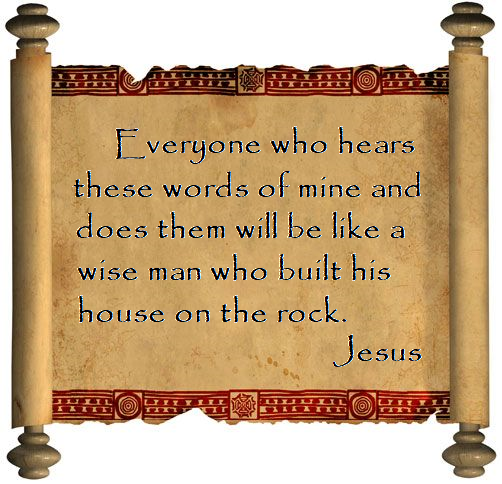 Everyone who hears
these words of mine and
does them will be like a
wise man who built his
house on the rock.
Jesus